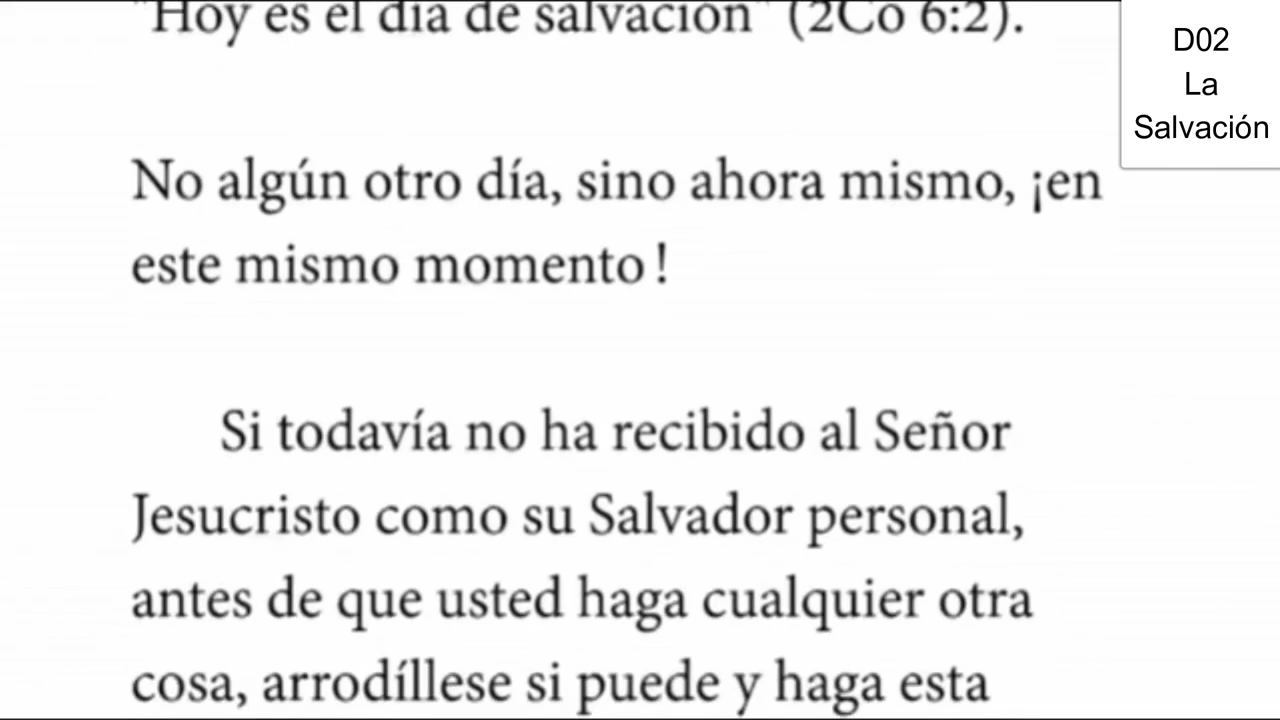 "Hoy es el día de salvación" (2Co 6:2).
No algún otro día, sino ahora mismo, ¡en
este mismo momento !
Si todavía no ha recibido al Señor
Jesucristo como su Salvador personal,
antes de que usted haga cualquier otra
cosa, arrodíllese si puede y haga esta
D02
La
Salvación